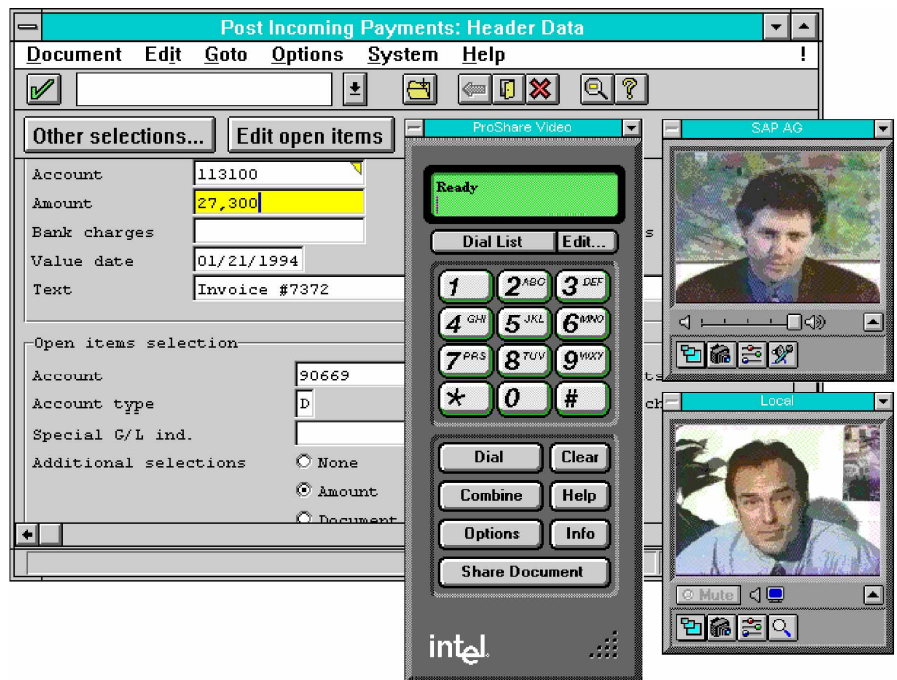 Post Incoming Payments: Header Data
Document Edit Goto Options System Help !
Other selections... Edit open items
Account 113100
Amount 27,300
Bank charges
Value date 01/21/1994
Text Invoice #7372
Open items selection
Account 90669
Account type D
Special G/L ind.
Additional selections None
Amount
Document
ProShare Video
Ready
Dial List Edit...
1 2 ABC 3 DEF
4 GHI 5 JKL 6 MNO
7 PRS 8 TUV 9 WXY
* 0 #
Dial Clear
Combine Help
Options Info
Share Document
intel
SAP AG
Local
Mute